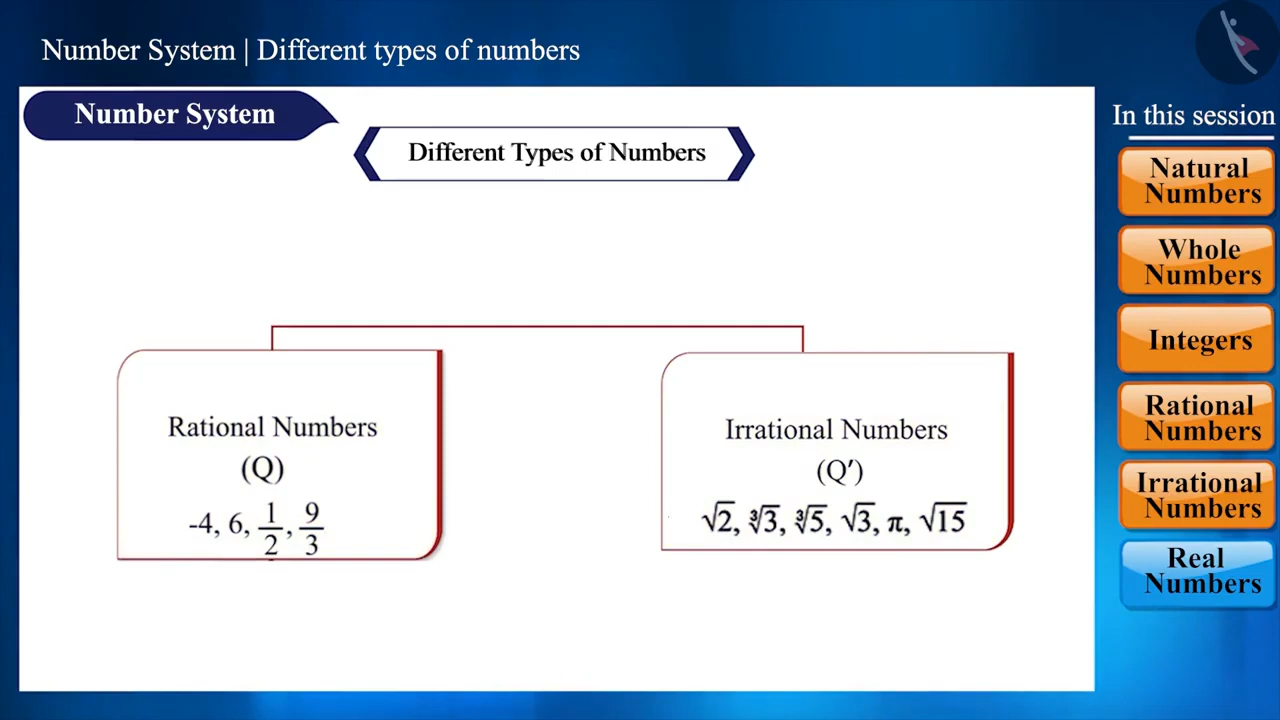 Number System | Different types of numbers
Number System
Different Types of Numbers
Rational Numbers
(Q)
-4, 6, 1/2, 9/3
Irrational Numbers
(Q′)
√2, ∛3, ∛5, √3, π, √15
In this session
Natural
Numbers
Whole
Numbers
Integers
Rational
Numbers
Irrational
Numbers
Real
Numbers